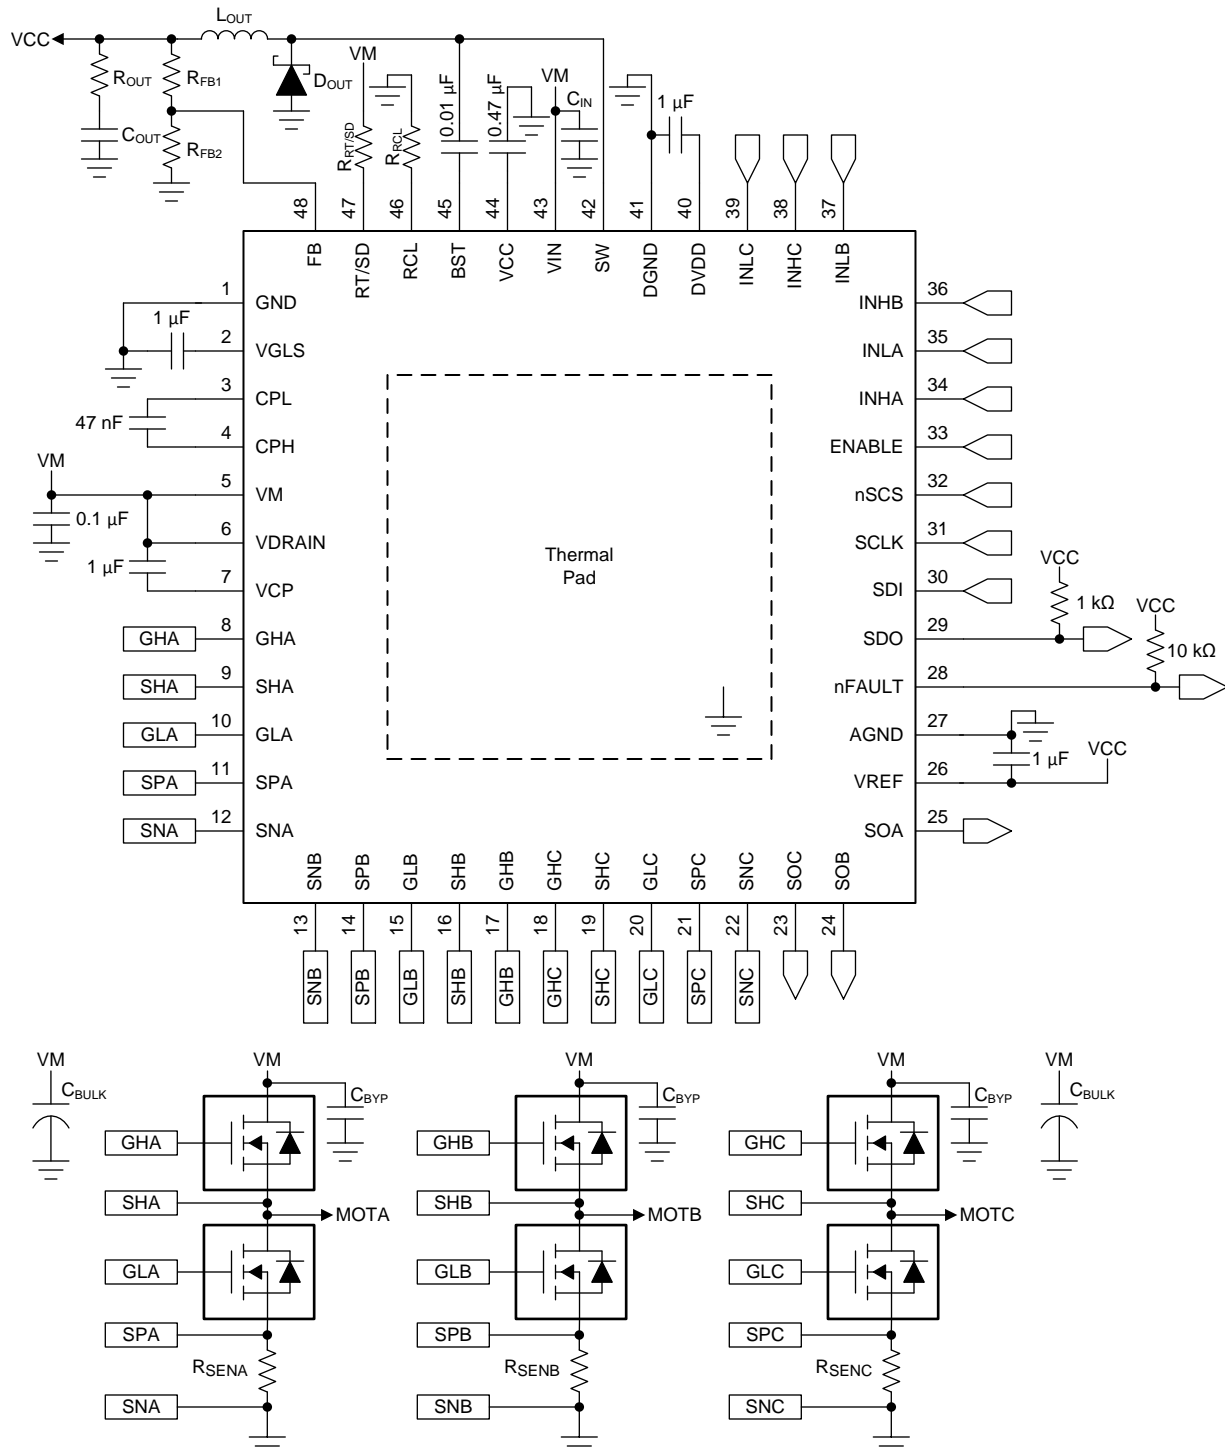 LOUT
VCC
ROUT
RFB1
DOUT
COUT
RFB2
VM
RRT/SD
RRCL
0.01 µF
0.47 µF
VM
CIN
1 µF
48 47 46 45 44 43 42 41 40 39 38 37
FB RT/SD RCL BST VCC VIN SW DGND DVDD INLC INHC INLB
1 GND
1 µF
2 VGLS
3 CPL
47 nF
4 CPH
VM
5 VM
0.1 µF
6 VDRAIN
1 µF
7 VCP
GHA 8 GHA
SHA 9 SHA
GLA 10 GLA
SPA 11 SPA
SNA 12 SNA
Thermal
Pad
INHB 36
INLA 35
INHA 34
ENABLE 33
nSCS 32
SCLK 31
SDI 30
VCC
1 kΩ
SDO 29
VCC
10 kΩ
nFAULT 28
AGND 27
1 µF
VCC
VREF 26
SOA 25
SNB SPB GLB SHB GHB GHC SHC GLC SPC SNC SOC SOB
13 14 15 16 17 18 19 20 21 22 23 24
SNB SPB GLB SHB GHB GHC SHC GLC SPC SNC
VM
CBULK
VM
CBYP
GHA
SHA
MOTA
GLA
SPA
RSENA
SNA
VM
CBYP
GHB
SHB
MOTB
GLB
SPB
RSENB
SNB
VM
CBYP
GHC
SHC
MOTC
GLC
SPC
RSENC
SNC
VM
CBULK